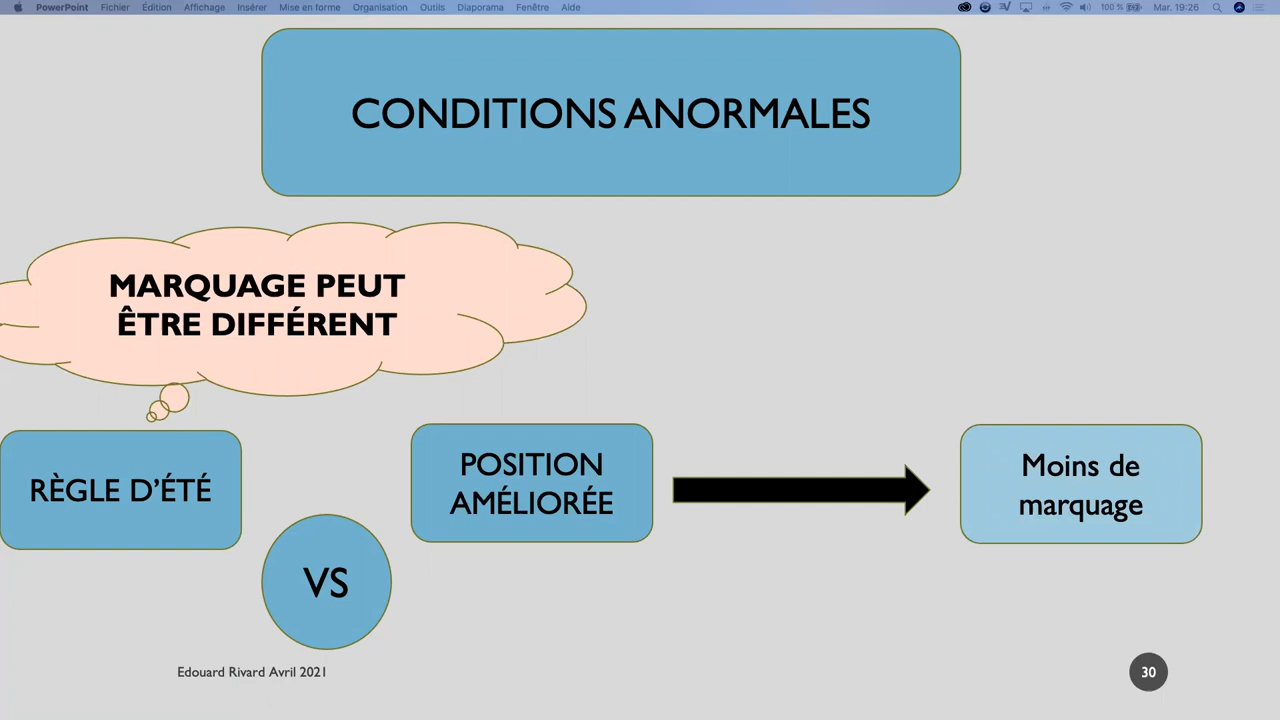 PowerPoint Fichier Édition Affichage Insérer Mise en forme Organisation Outils Diaporama Fenêtre Aide 100 % Mar. 19:26
CONDITIONS ANORMALES
MARQUAGE PEUT
ÊTRE DIFFÉRENT
RÈGLE D’ÉTÉ
VS
POSITION
AMÉLIORÉE
Moins de
marquage
Edouard Rivard Avril 2021
30